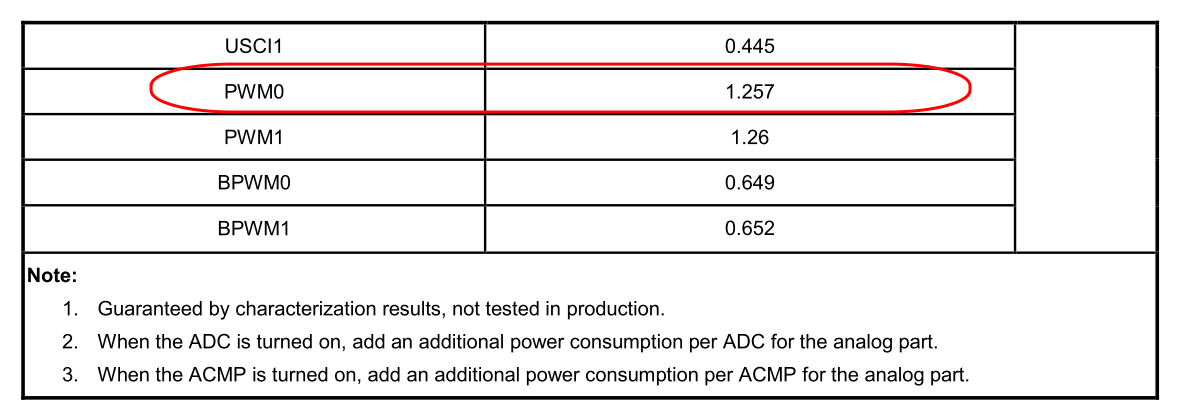 USCI1 0.445
PWM0 1.257
PWM1 1.26
BPWM0 0.649
BPWM1 0.652
Note:
1. Guaranteed by characterization results, not tested in production.
2. When the ADC is turned on, add an additional power consumption per ADC for the analog part.
3. When the ACMP is turned on, add an additional power consumption per ACMP for the analog part.